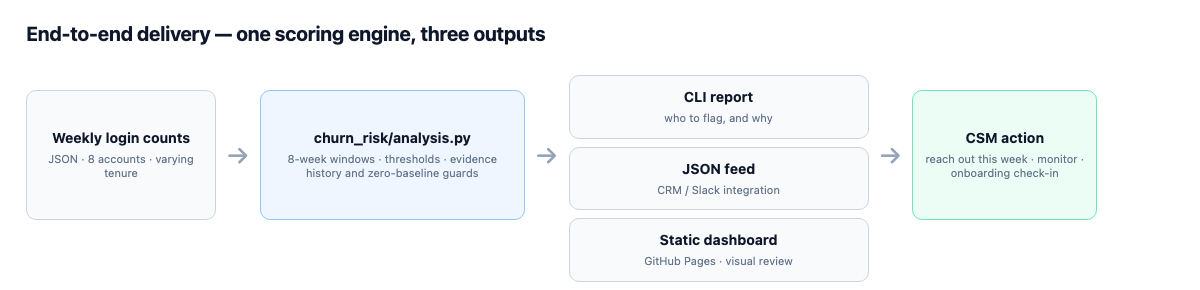 End-to-end delivery — one scoring engine, three outputs
Weekly login counts
JSON · 8 accounts · varying
tenure
churn_risk/analysis.py
8-week windows · thresholds · evidence
history and zero-baseline guards
CLI report
who to flag, and why
JSON feed
CRM / Slack integration
Static dashboard
GitHub Pages · visual review
CSM action
reach out this week · monitor ·
onboarding check-in